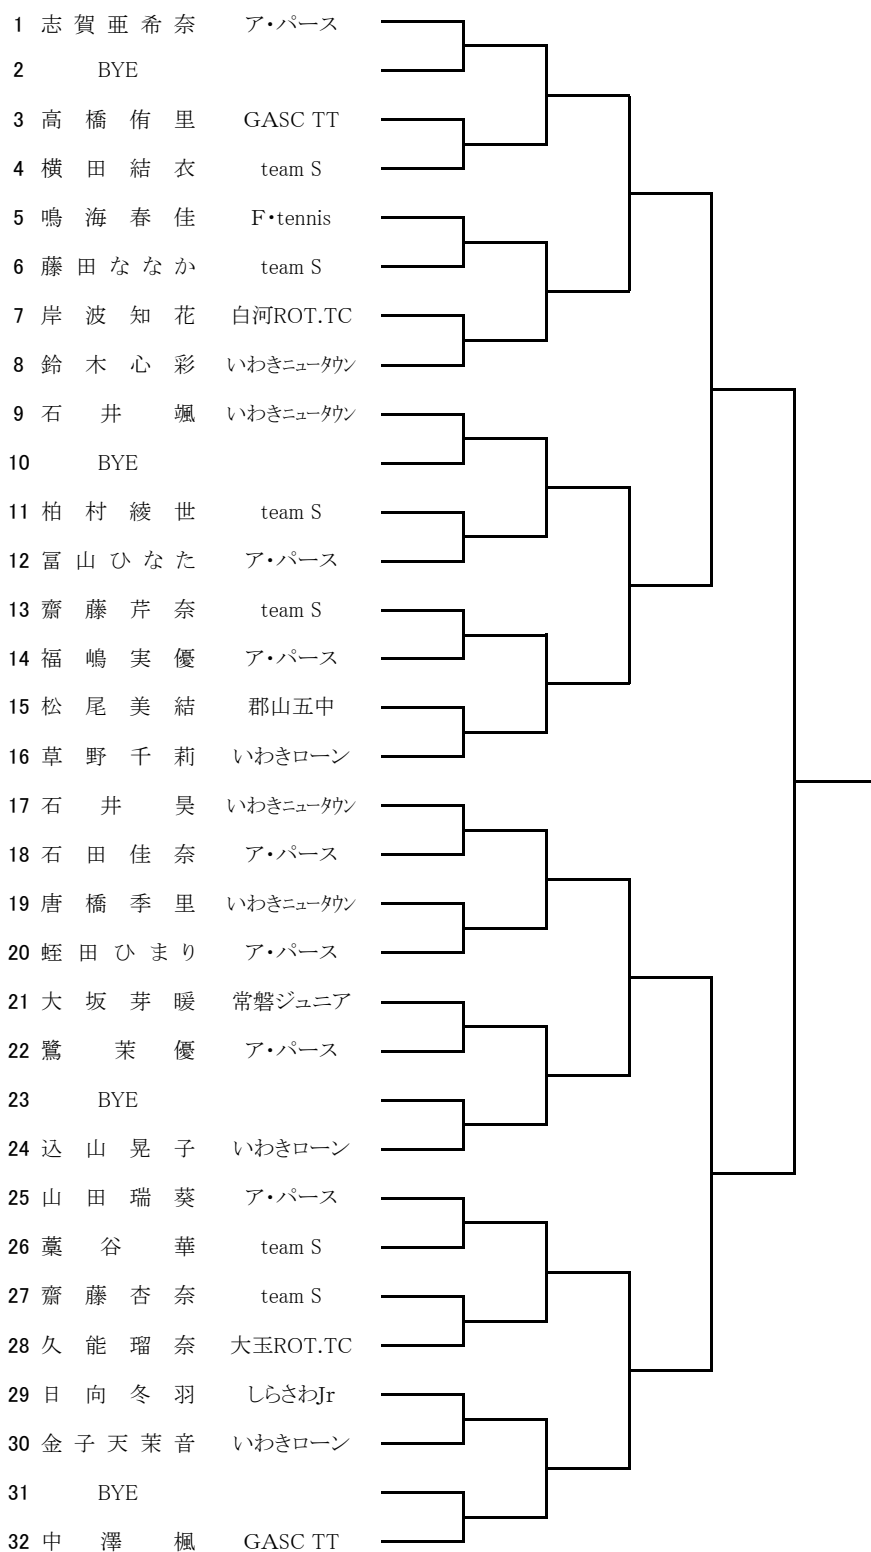 1 志賀亜希奈 ア・パース
2 BYE
3 高橋侑里 GASC TT
4 横田結衣 team S
5 鳴海春佳 F・tennis
6 藤田ななか team S
7 岸波知花 白河ROT.TC
8 鈴木心彩 いわきニュータウン
9 石井颯 いわきニュータウン
10 BYE
11 柏村綾世 team S
12 冨山ひなた ア・パース
13 齋藤芹奈 team S
14 福嶋実優 ア・パース
15 松尾美結 郡山五中
16 草野千莉 いわきローン
17 石井昊 いわきニュータウン
18 石田佳奈 ア・パース
19 唐橋季里 いわきニュータウン
20 蛭田ひまり ア・パース
21 大坂芽暖 常磐ジュニア
22 鷺茉優 ア・パース
23 BYE
24 込山晃子 いわきローン
25 山田瑞葵 ア・パース
26 藁谷華 team S
27 齋藤杏奈 team S
28 久能瑠奈 大玉ROT.TC
29 日向冬羽 しらさわJr
30 金子天茉音 いわきローン
31 BYE
32 中澤楓 GASC TT